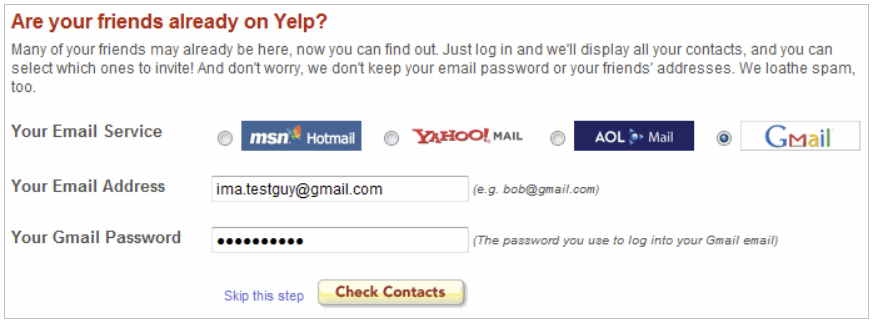 Are your friends already on Yelp?
Many of your friends may already be here, now you can find out. Just log in and we'll display all your contacts, and you can
select which ones to invite! And don't worry, we don't keep your email password or your friends' addresses. We loathe spam,
too.
Your Email Service msn Hotmail YAHOO! MAIL AOL Mail Gmail
Your Email Address ima.testguy@gmail.com (e.g. bob@gmail.com)
Your Gmail Password ●●●●●●●●●● (The password you use to log into your Gmail email)
Skip this step Check Contacts